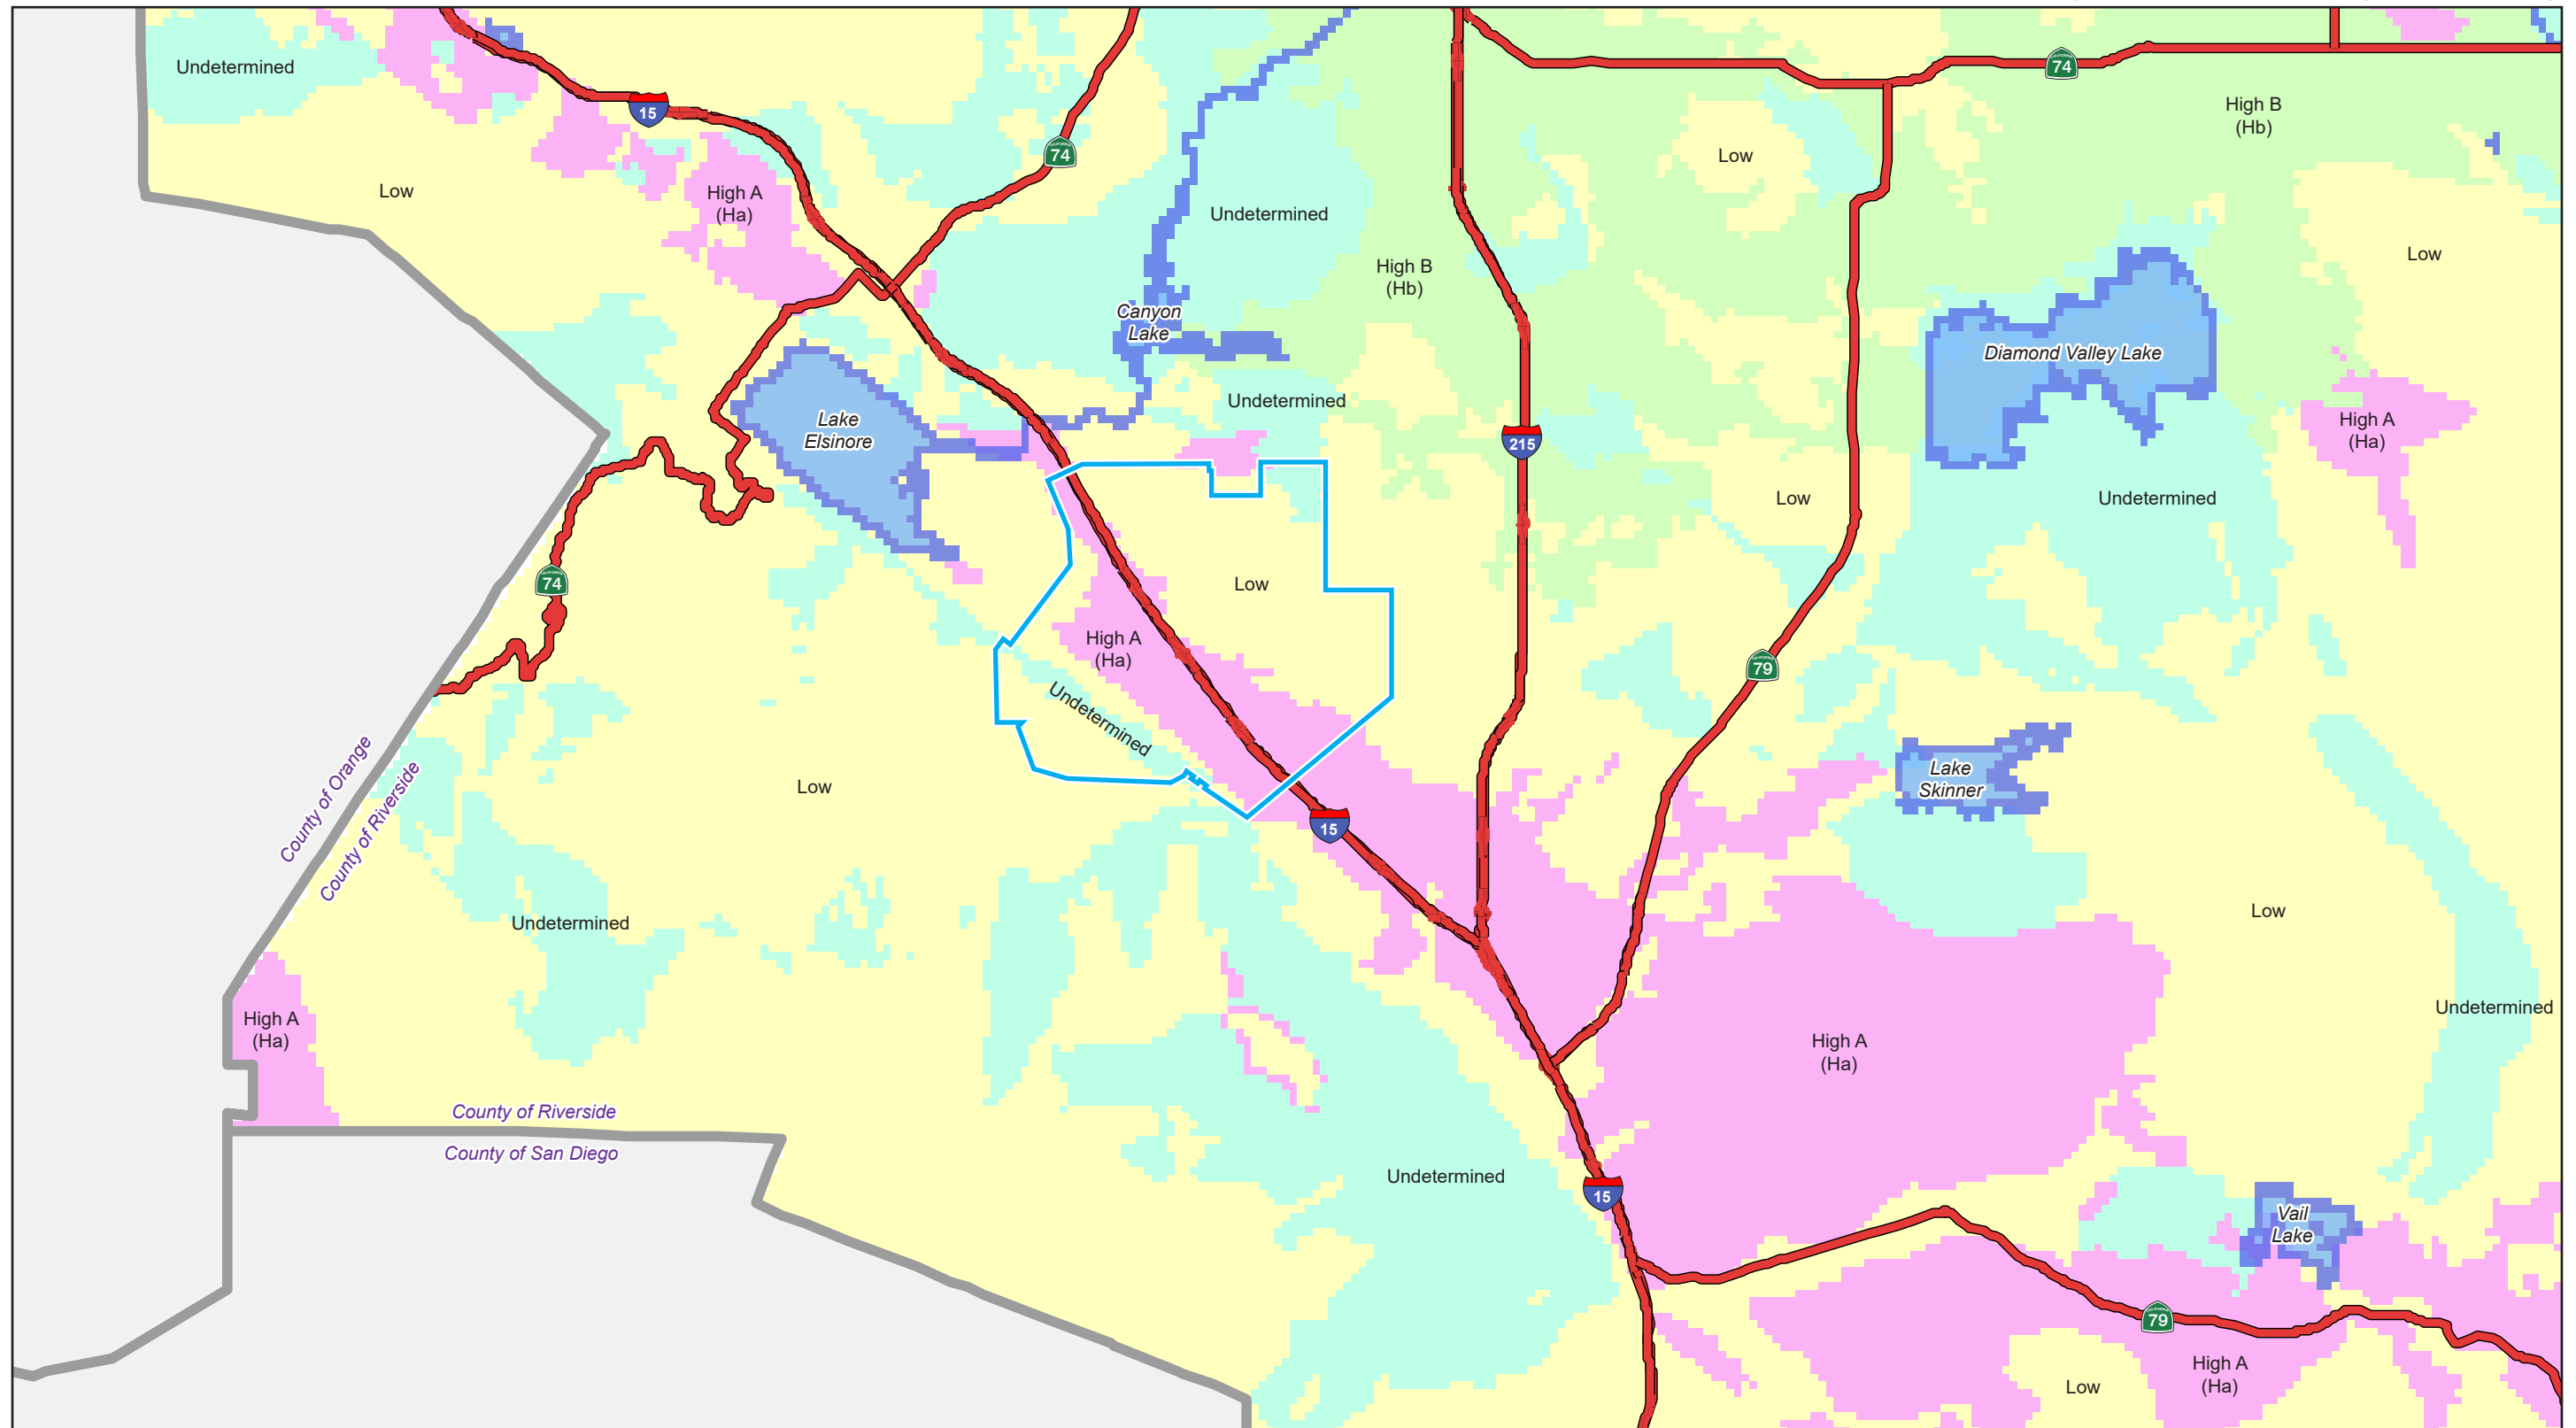 Undetermined
15
74
High B
(Hb)
74
Low
Low
High A
(Ha)
Undetermined
Low
High B
(Hb)
Canyon
Lake
Diamond Valley Lake
Undetermined
Lake
Elsinore
High A
(Ha)
215
Low
Undetermined
74
Low
High A
(Ha)
79
Undetermined
Lake
Skinner
Low
County of Orange
County of Riverside
15
Low
Undetermined
Undetermined
High A
(Ha)
High A
(Ha)
County of Riverside
County of San Diego
Undetermined
15
Vail
Lake
79
High A
(Ha)
Low